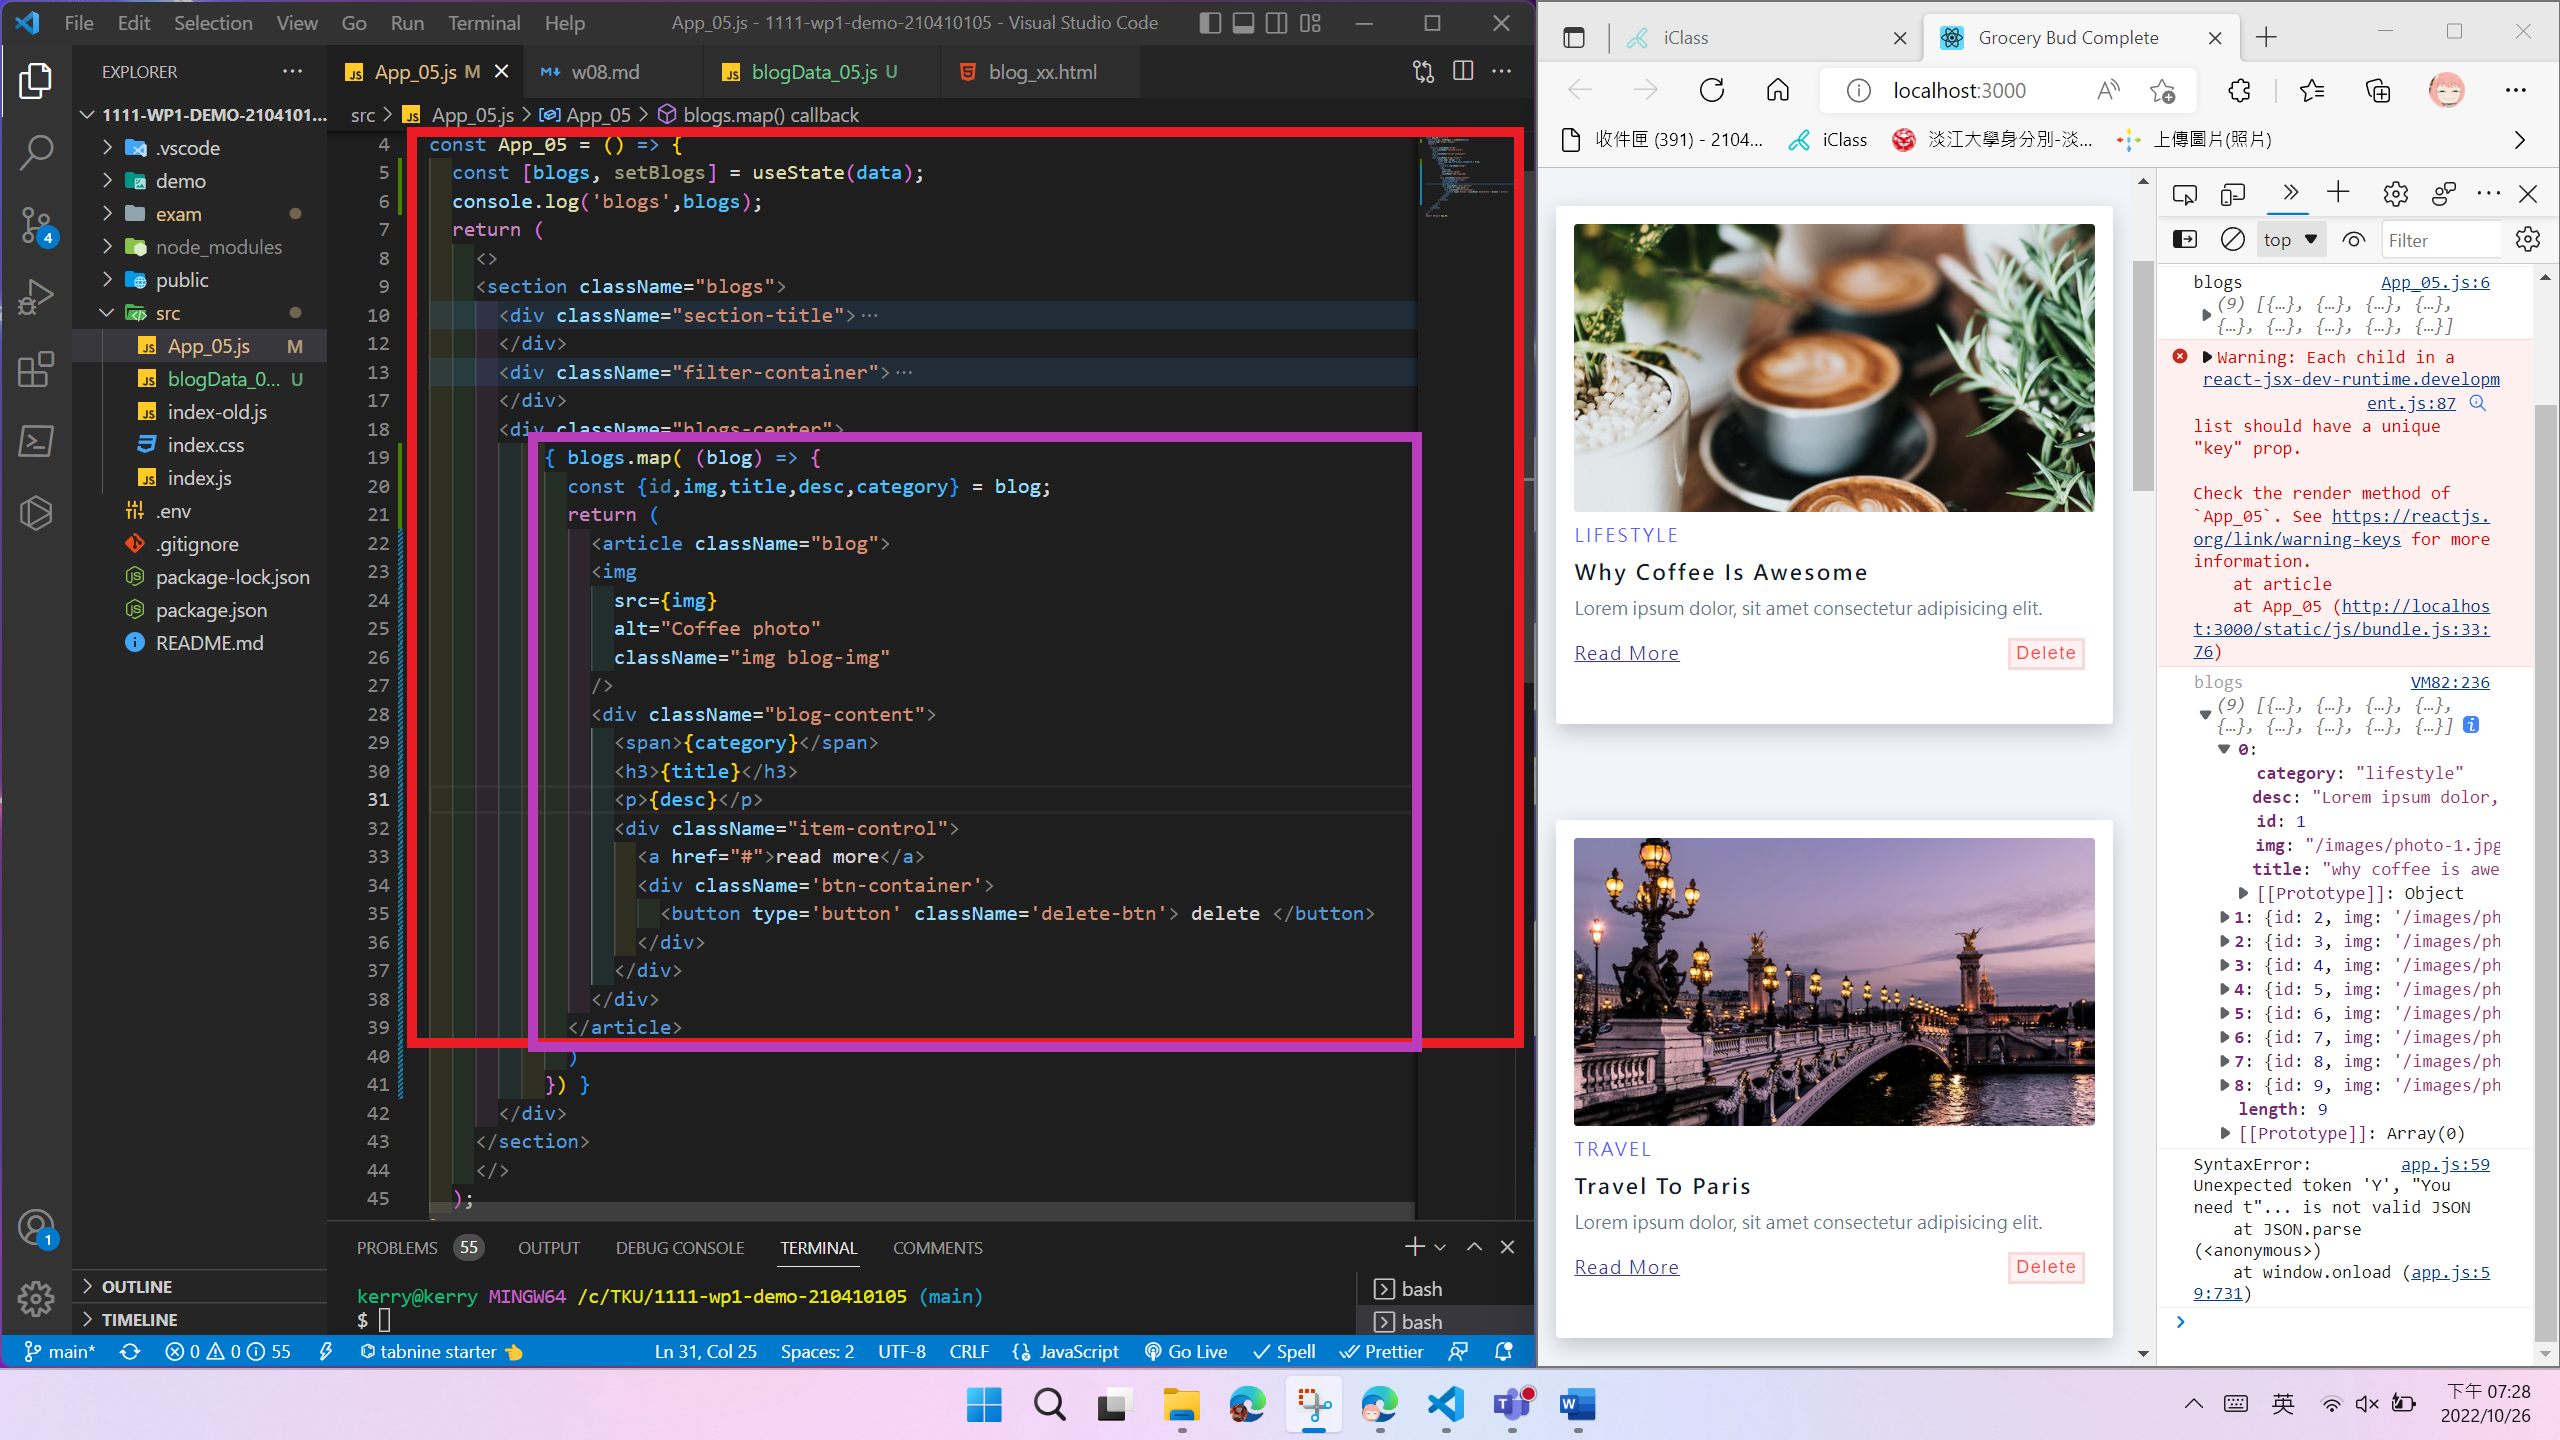 File Edit Selection View Go Run Terminal Help
App_05.js - 1111-wp1-demo-210410105 - Visual Studio Code
EXPLORER
1111-WP1-DEMO-2104101...
.vscode
demo
exam
node_modules
public
src
App_05.js M
blogData_0... U
index-old.js
index.css
index.js
.env
.gitignore
package-lock.json
package.json
README.md
OUTLINE
TIMELINE
4
1
App_05.js M
w08.md
blogData_05.js U
blog_xx.html
src > App_05.js > App_05 > blogs.map() callback
4 const App_05 = () => {
5 const [blogs, setBlogs] = useState(data);
6 console.log('blogs',blogs);
7 return (
8 <>
9 <section className="blogs">
10 <div className="section-title">…
12 </div>
13 <div className="filter-container">…
17 </div>
18 <div className="blogs-center">
19 { blogs.map( (blog) => {
20 const {id,img,title,desc,category} = blog;
21 return (
22 <article className="blog">
23 <img
24 src={img}
25 alt="Coffee photo"
26 className="img blog-img"
27 />
28 <div className="blog-content">
29 <span>{category}</span>
30 <h3>{title}</h3>
31 <p>{desc}</p>
32 <div className="item-control">
33 <a href="#">read more</a>
34 <div className='btn-container'>
35 <button type='button' className='delete-btn'> delete </button>
36 </div>
37 </div>
38 </div>
39 </article>
40 )
41 }) }
42 </div>
43 </section>
44 </>
45 );
PROBLEMS 55 OUTPUT DEBUG CONSOLE TERMINAL COMMENTS
kerry@kerry MINGW64 /c/TKU/1111-wp1-demo-210410105 (main)
$
bash
bash
main* 0 0 55 tabnine starter Ln 31, Col 25 Spaces: 2 UTF-8 CRLF JavaScript Go Live Spell Prettier
iClass
Grocery Bud Complete
localhost:3000
收件匣 (391) - 2104...
iClass
淡江大學身分別-淡...
上傳圖片(照片)
LIFESTYLE
Why Coffee Is Awesome
Lorem ipsum dolor, sit amet consectetur adipisicing elit.
Read More Delete
TRAVEL
Travel To Paris
Lorem ipsum dolor, sit amet consectetur adipisicing elit.
Read More Delete
top Filter
blogs App_05.js:6
(9) [{…}, {…}, {…}, {…},
{…}, {…}, {…}, {…}, {…}]
Warning: Each child in a
react-jsx-dev-runtime.developm
ent.js:87
list should have a unique
"key" prop.
Check the render method of
`App_05`. See https://reactjs.
org/link/warning-keys for more
information.
at article
at App_05 (http://localhos
t:3000/static/js/bundle.js:33:
76)
blogs VM82:236
(9) [{…}, {…}, {…}, {…},
{…}, {…}, {…}, {…}, {…}]
0:
category: "lifestyle"
desc: "Lorem ipsum dolor,
id: 1
img: "/images/photo-1.jpg
title: "why coffee is awe
[[Prototype]]: Object
1: {id: 2, img: '/images/ph
2: {id: 3, img: '/images/ph
3: {id: 4, img: '/images/ph
4: {id: 5, img: '/images/ph
5: {id: 6, img: '/images/ph
6: {id: 7, img: '/images/ph
7: {id: 8, img: '/images/ph
8: {id: 9, img: '/images/ph
length: 9
[[Prototype]]: Array(0)
SyntaxError: app.js:59
Unexpected token 'Y', "You
need t"... is not valid JSON
at JSON.parse
(<anonymous>)
at window.onload (app.js:5
9:731)
英
下午 07:28
2022/10/26